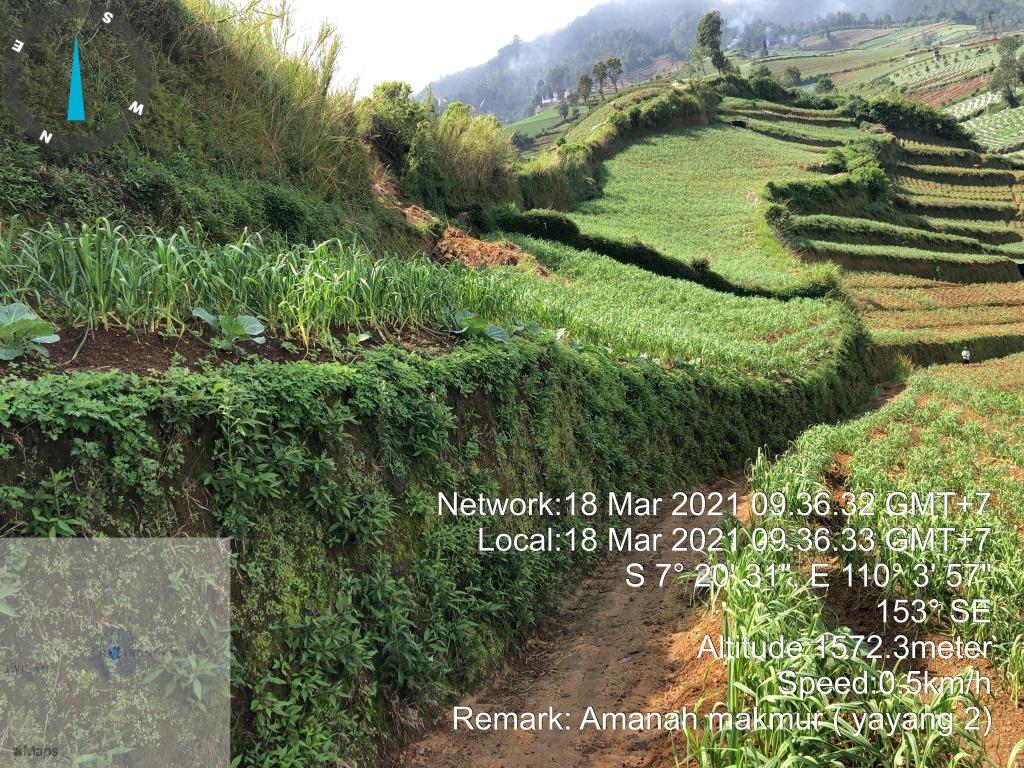 S
E
W
N
Network:18 Mar 2021 09.36.32 GMT+7
Local:18 Mar 2021 09.36.33 GMT+7
S 7° 20' 31", E 110° 3' 57"
153° SE
Altitude:1572.3meter
Speed:0.5km/h
Remark: Amanah makmur ( yayang 2)
Maps